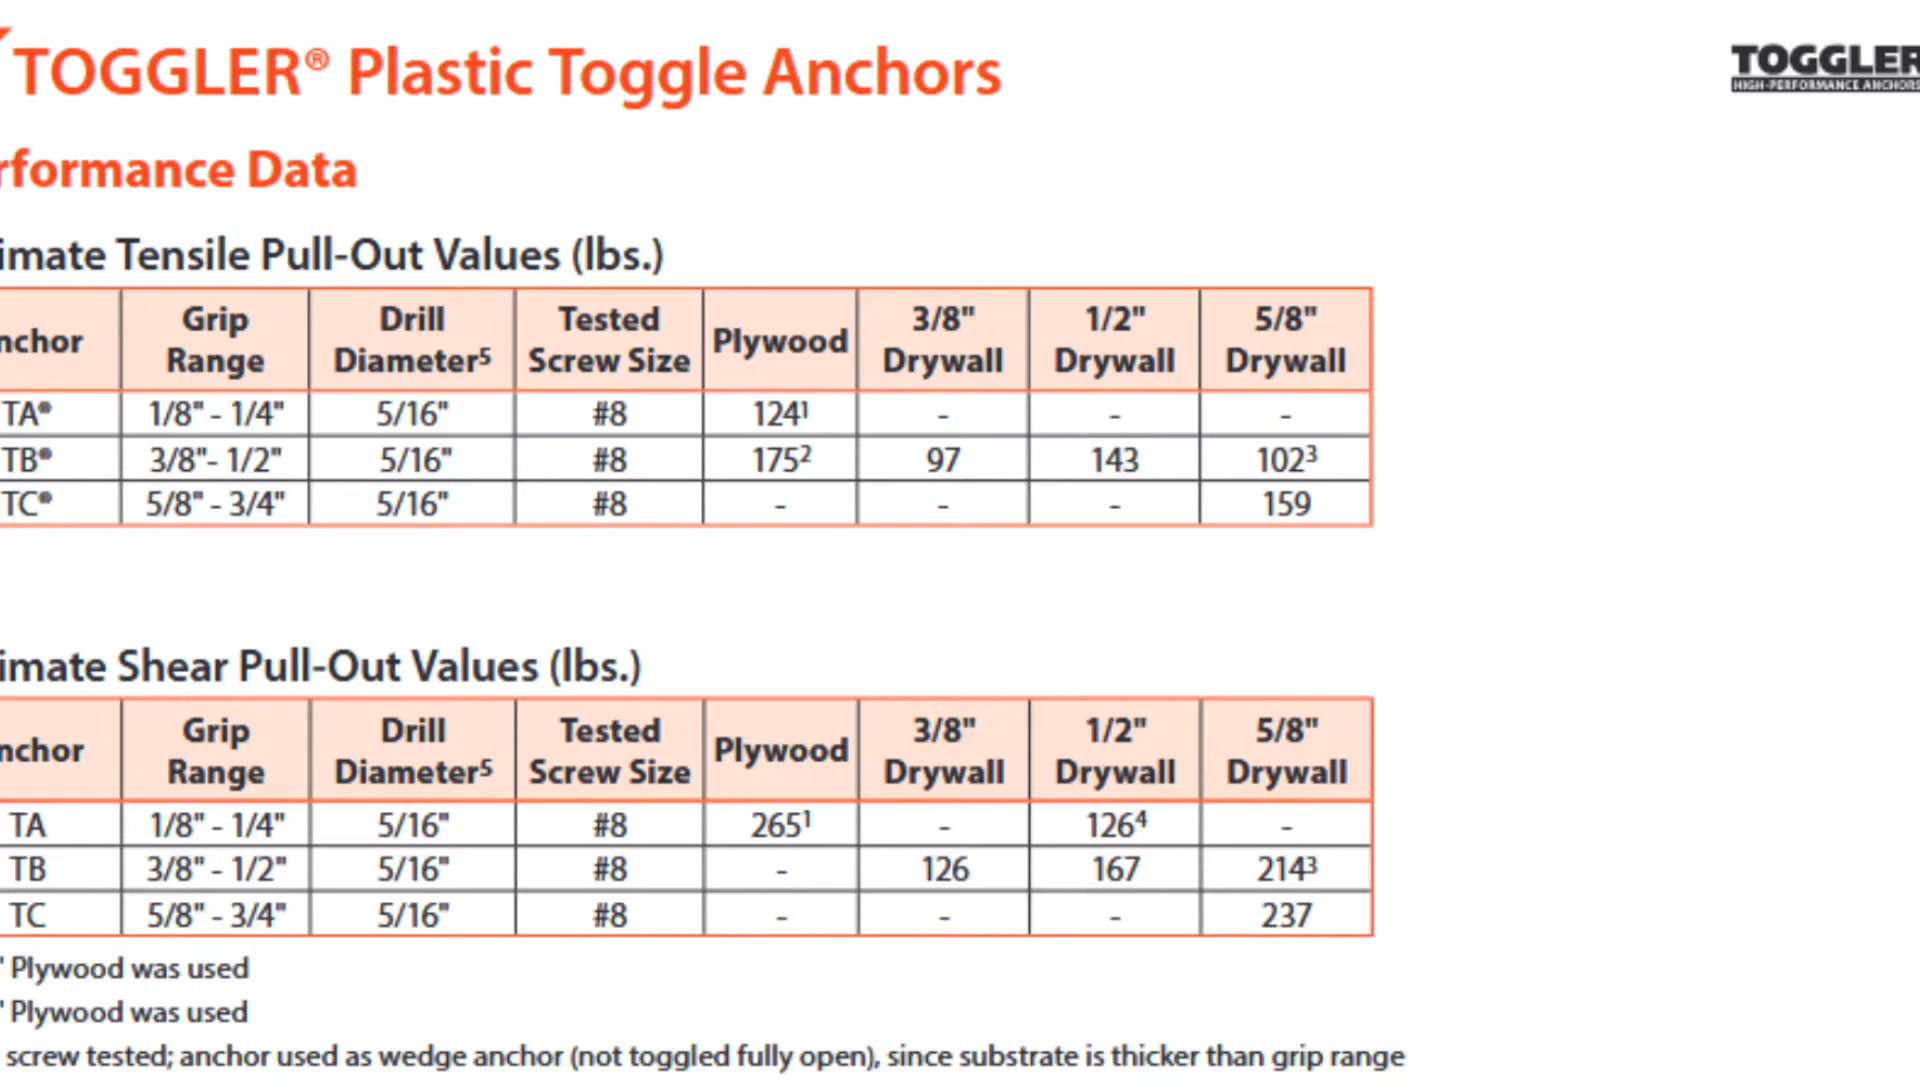 TOGGLER® Plastic Toggle Anchors
TOGGLER
HIGH-PERFORMANCE ANCHORS
rformance Data
imate Tensile Pull-Out Values (lbs.)
nchor Grip Range Drill Diameter⁵ Tested Screw Size Plywood 3/8" Drywall 1/2" Drywall 5/8" Drywall
TA® 1/8" - 1/4" 5/16" #8 124¹ - - -
TB® 3/8"- 1/2" 5/16" #8 175² 97 143 102³
TC® 5/8" - 3/4" 5/16" #8 - - - 159
imate Shear Pull-Out Values (lbs.)
nchor Grip Range Drill Diameter⁵ Tested Screw Size Plywood 3/8" Drywall 1/2" Drywall 5/8" Drywall
TA 1/8" - 1/4" 5/16" #8 265¹ - 126⁴ -
TB 3/8" - 1/2" 5/16" #8 - 126 167 214³
TC 5/8" - 3/4" 5/16" #8 - - - 237
" Plywood was used
" Plywood was used
screw tested; anchor used as wedge anchor (not toggled fully open), since substrate is thicker than grip range